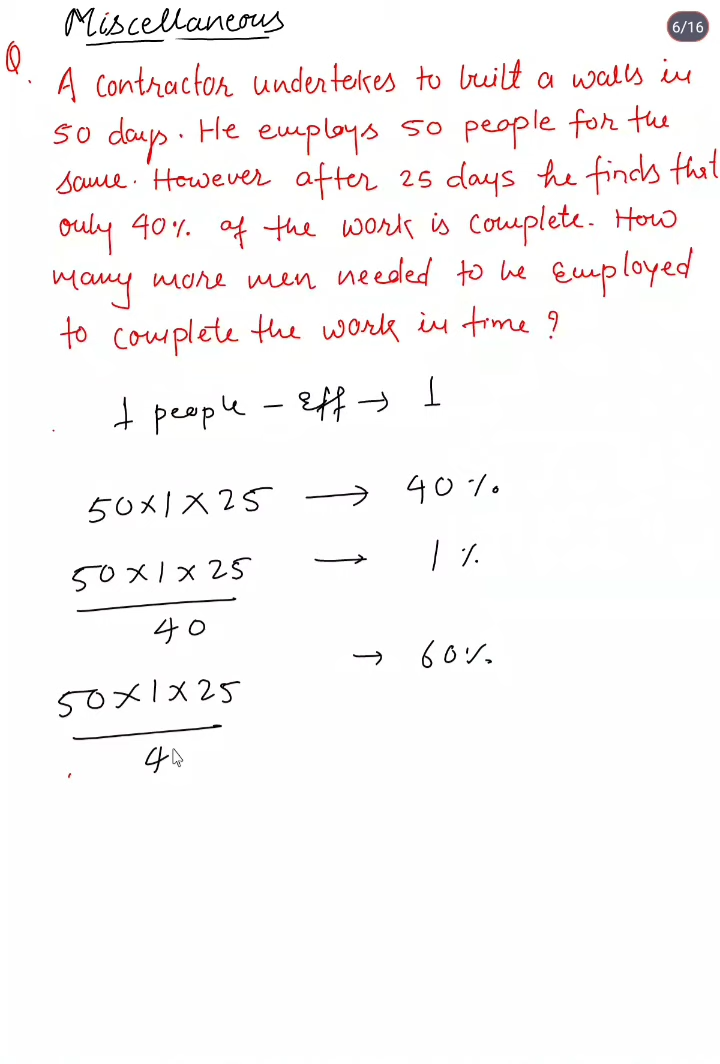 Miscellaneous
6/16
Q. A contractor undertakes to built a walls in
50 days. He employs 50 people for the
same. However after 25 days he finds that
only 40% of the work is complete. How
many more men needed to be Employed
to complete the work in time?
1 people - eff → 1
50×1×25 → 40%.
50×1×25 → 1%.
40
→ 60%.
50×1×25
4